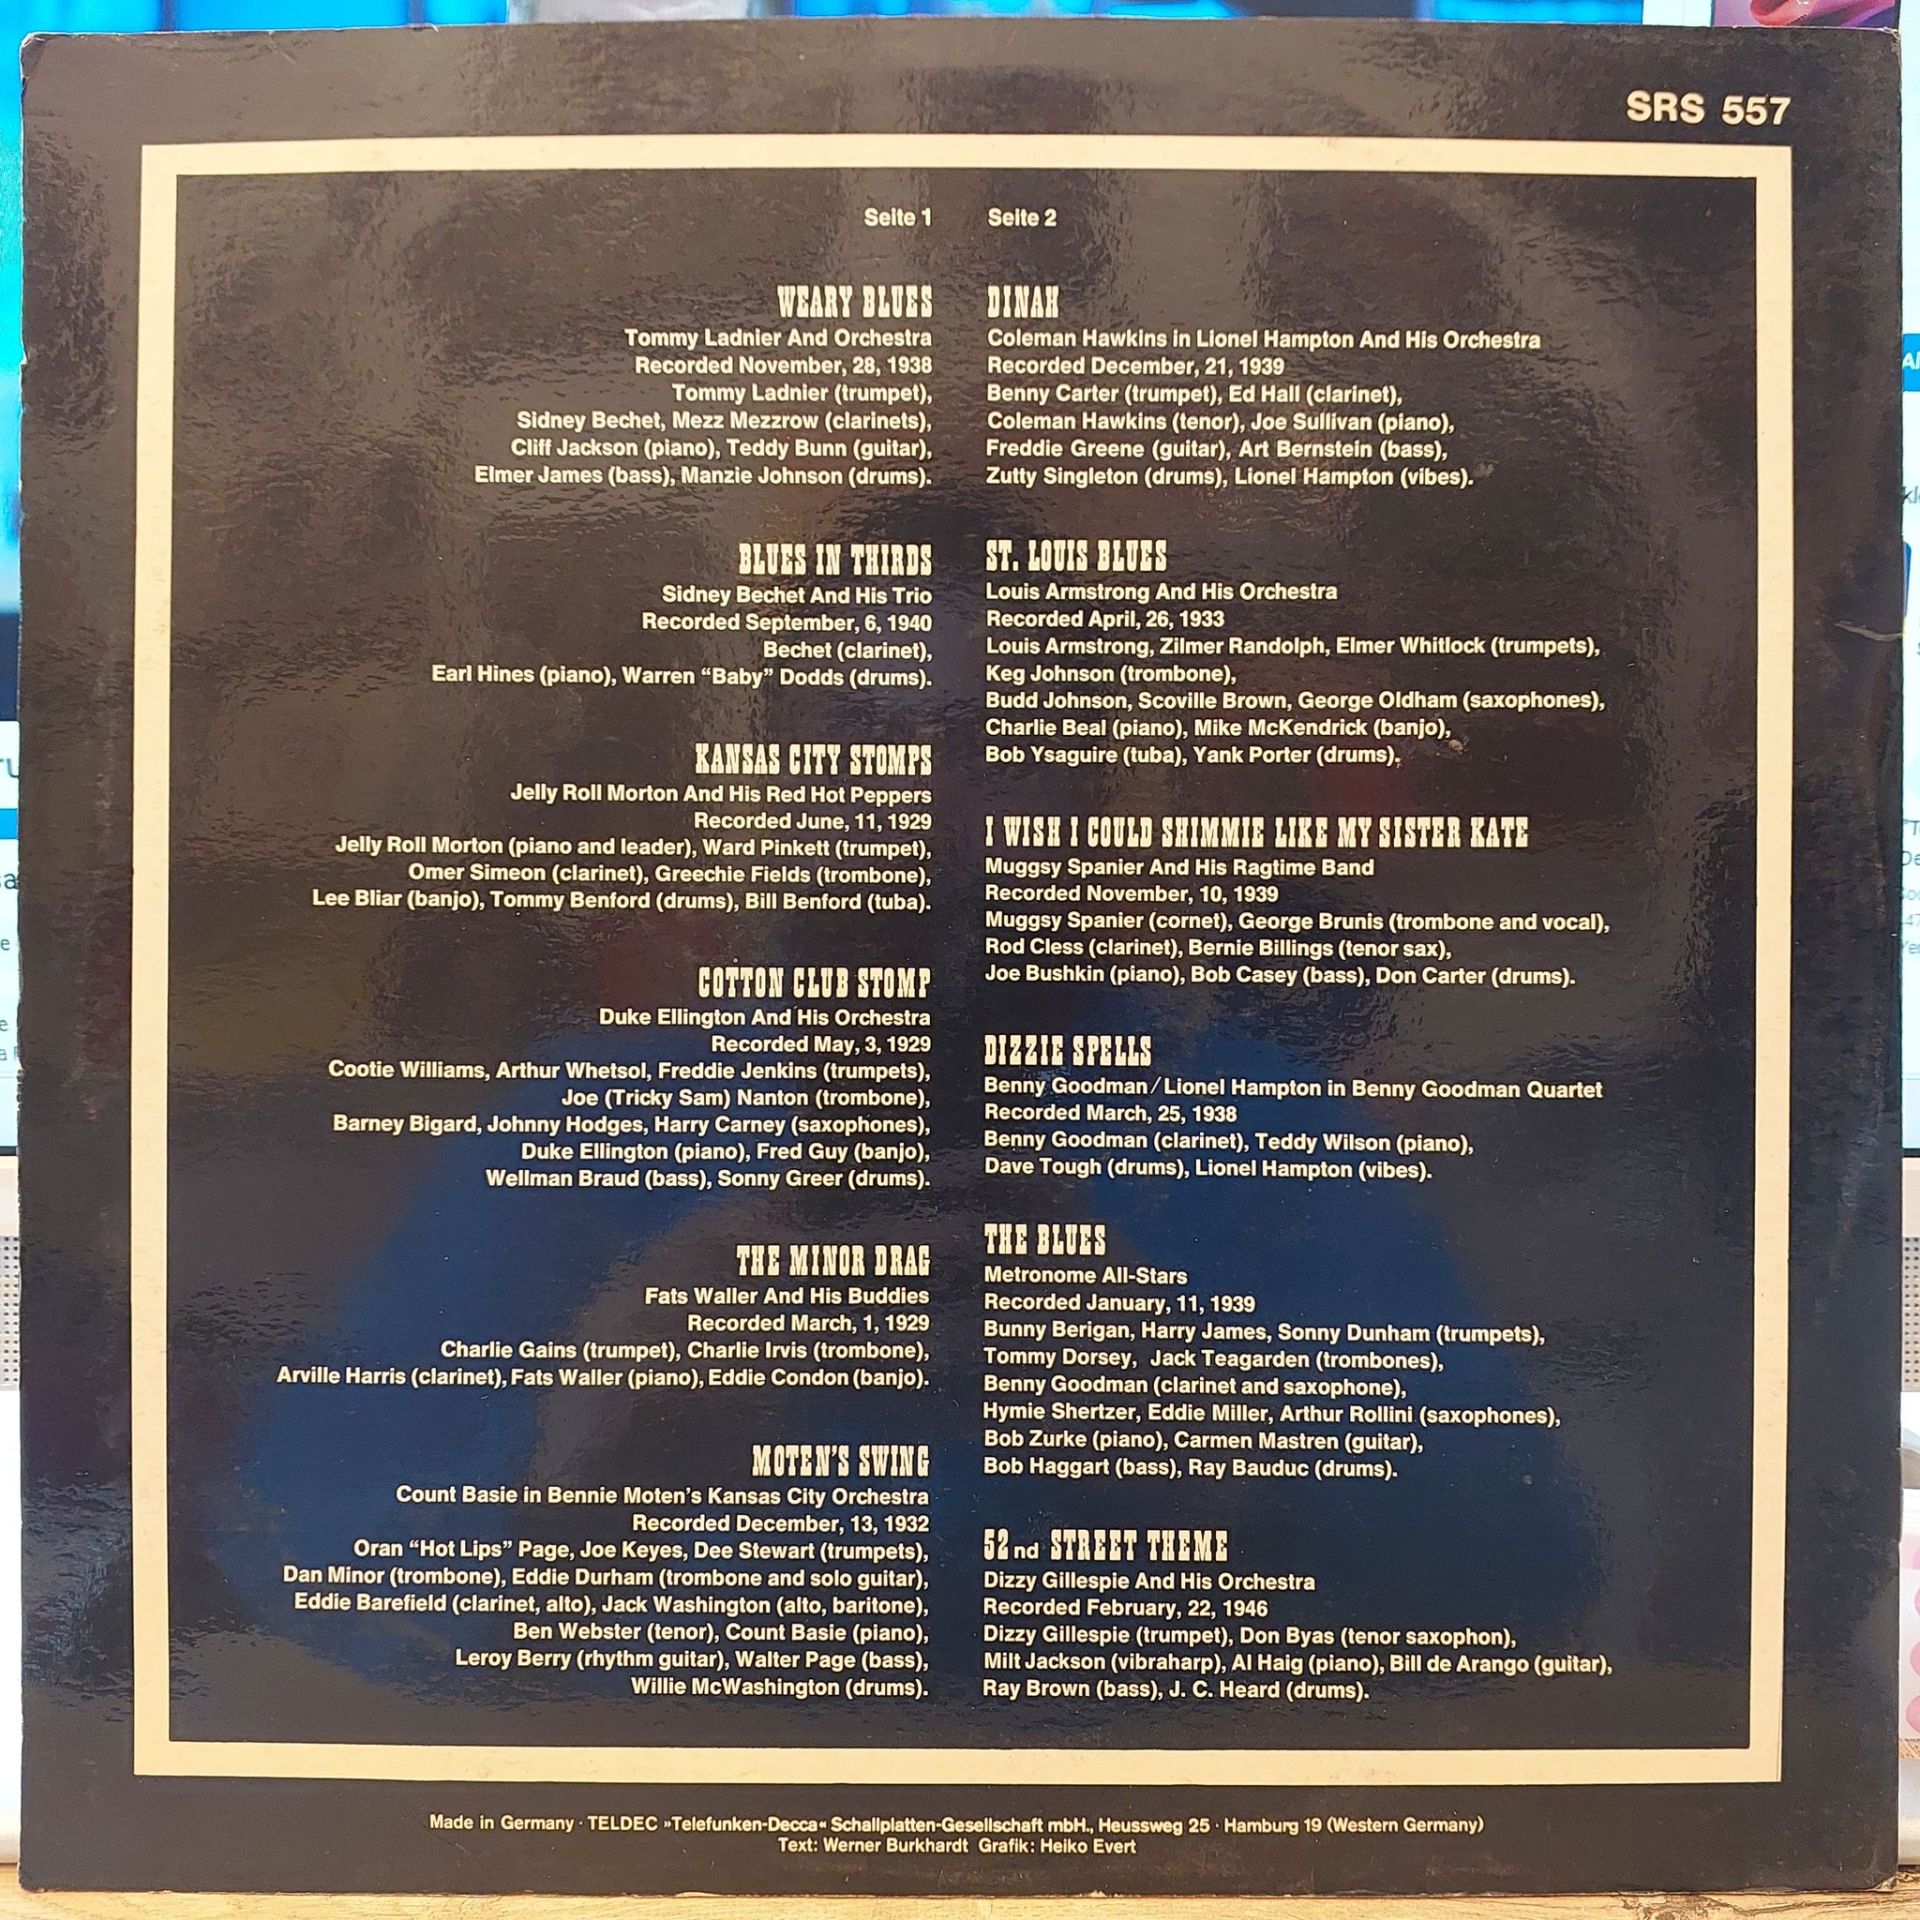 SRS 557
Seite 1
WEARY BLUES
Tommy Ladnier And Orchestra
Recorded November, 28, 1938
Tommy Ladnier (trumpet),
Sidney Bechet, Mezz Mezzrow (clarinets),
Cliff Jackson (piano), Teddy Bunn (guitar),
Elmer James (bass), Manzie Johnson (drums).
BLUES IN THIRDS
Sidney Bechet And His Trio
Recorded September, 6, 1940
Bechet (clarinet),
Earl Hines (piano), Warren “Baby” Dodds (drums).
KANSAS CITY STOMPS
Jelly Roll Morton And His Red Hot Peppers
Recorded June, 11, 1929
Jelly Roll Morton (piano and leader), Ward Pinkett (trumpet),
Omer Simeon (clarinet), Greechie Fields (trombone),
Lee Bliar (banjo), Tommy Benford (drums), Bill Benford (tuba).
COTTON CLUB STOMP
Duke Ellington And His Orchestra
Recorded May, 3, 1929
Cootie Williams, Arthur Whetsol, Freddie Jenkins (trumpets),
Joe (Tricky Sam) Nanton (trombone),
Barney Bigard, Johnny Hodges, Harry Carney (saxophones),
Duke Ellington (piano), Fred Guy (banjo),
Wellman Braud (bass), Sonny Greer (drums).
THE MINOR DRAG
Fats Waller And His Buddies
Recorded March, 1, 1929
Charlie Gains (trumpet), Charlie Irvis (trombone),
Arville Harris (clarinet), Fats Waller (piano), Eddie Condon (banjo).
MOTEN’S SWING
Count Basie in Bennie Moten’s Kansas City Orchestra
Recorded December, 13, 1932
Oran “Hot Lips” Page, Joe Keyes, Dee Stewart (trumpets),
Dan Minor (trombone), Eddie Durham (trombone and solo guitar),
Eddie Barefield (clarinet, alto), Jack Washington (alto, baritone),
Ben Webster (tenor), Count Basie (piano),
Leroy Berry (rhythm guitar), Walter Page (bass),
Willie McWashington (drums).
Seite 2
DINAH
Coleman Hawkins in Lionel Hampton And His Orchestra
Recorded December, 21, 1939
Benny Carter (trumpet), Ed Hall (clarinet),
Coleman Hawkins (tenor), Joe Sullivan (piano),
Freddie Greene (guitar), Art Bernstein (bass),
Zutty Singleton (drums), Lionel Hampton (vibes).
ST. LOUIS BLUES
Louis Armstrong And His Orchestra
Recorded April, 26, 1933
Louis Armstrong, Zilmer Randolph, Elmer Whitlock (trumpets),
Keg Johnson (trombone),
Budd Johnson, Scoville Brown, George Oldham (saxophones),
Charlie Beal (piano), Mike McKendrick (banjo),
Bob Ysaguire (tuba), Yank Porter (drums).
I WISH I COULD SHIMMIE LIKE MY SISTER KATE
Muggsy Spanier And His Ragtime Band
Recorded November, 10, 1939
Muggsy Spanier (cornet), George Brunis (trombone and vocal),
Rod Cless (clarinet), Bernie Billings (tenor sax),
Joe Bushkin (piano), Bob Casey (bass), Don Carter (drums).
DIZZIE SPELLS
Benny Goodman/Lionel Hampton in Benny Goodman Quartet
Recorded March, 25, 1938
Benny Goodman (clarinet), Teddy Wilson (piano),
Dave Tough (drums), Lionel Hampton (vibes).
THE BLUES
Metronome All-Stars
Recorded January, 11, 1939
Bunny Berigan, Harry James, Sonny Dunham (trumpets),
Tommy Dorsey, Jack Teagarden (trombones),
Benny Goodman (clarinet and saxophone),
Hymie Shertzer, Eddie Miller, Arthur Rollini (saxophones),
Bob Zurke (piano), Carmen Mastren (guitar),
Bob Haggart (bass), Ray Bauduc (drums).
52nd STREET THEME
Dizzy Gillespie And His Orchestra
Recorded February, 22, 1946
Dizzy Gillespie (trumpet), Don Byas (tenor saxophon),
Milt Jackson (vibraharp), Al Haig (piano), Bill de Arango (guitar),
Ray Brown (bass), J. C. Heard (drums).
Made in Germany · TELDEC »Telefunken-Decca« Schallplatten-Gesellschaft mbH., Heussweg 25 · Hamburg 19 (Western Germany)
Text: Werner Burkhardt Grafik: Heiko Evert